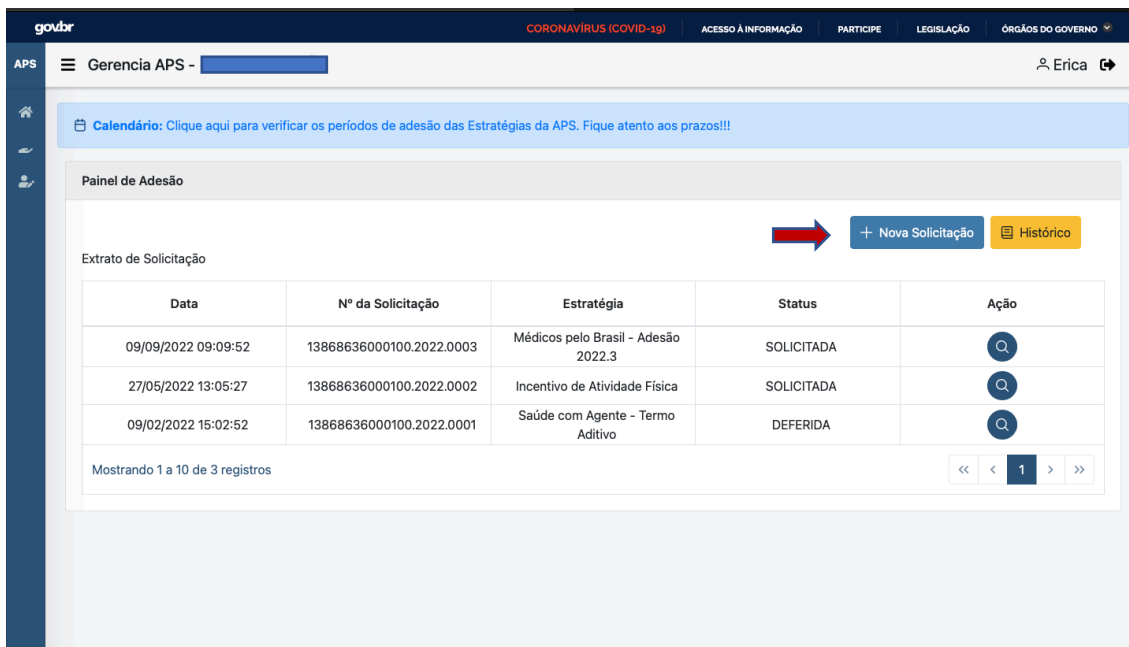 gov.br
CORONAVÍRUS (COVID-19)
ACESSO À INFORMAÇÃO
PARTICIPE
LEGISLAÇÃO
ÓRGÃOS DO GOVERNO
APS
Gerencia APS -
Erica
Calendário: Clique aqui para verificar os períodos de adesão das Estratégias da APS. Fique atento aos prazos!!!
Painel de Adesão
+ Nova Solicitação
Histórico
Extrato de Solicitação
Data Nº da Solicitação Estratégia Status Ação
09/09/2022 09:09:52 13868636000100.2022.0003 Médicos pelo Brasil - Adesão
2022.3 SOLICITADA
27/05/2022 13:05:27 13868636000100.2022.0002 Incentivo de Atividade Física SOLICITADA
09/02/2022 15:02:52 13868636000100.2022.0001 Saúde com Agente - Termo
Aditivo DEFERIDA
Mostrando 1 a 10 de 3 registros
<< < 1 > >>